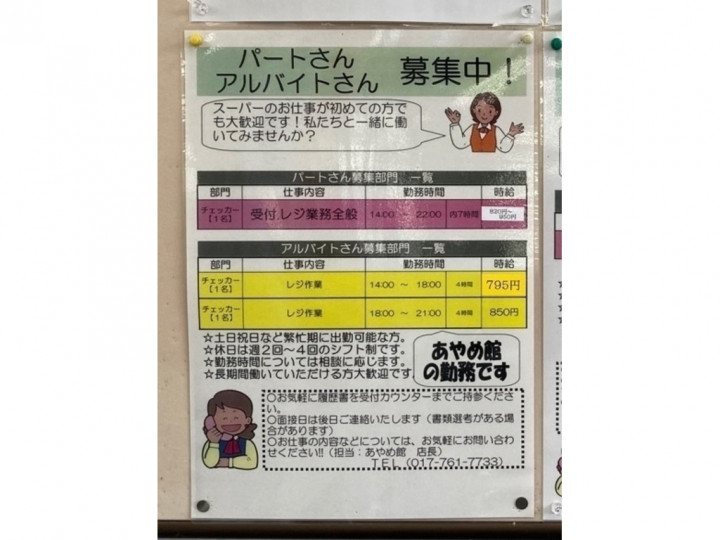 パートさん
アルバイトさん 募集中！
スーパーのお仕事が初めての方で
も大歓迎です！私たちと一緒に働
いてみませんか？
パートさん募集部門 一覧
部門 仕事内容 勤務時間 時給
チェッカー
【1名】 受付.レジ業務全般 14:00 ～ 22:00 内7時間 820円～
950円
アルバイトさん募集部門 一覧
部門 仕事内容 勤務時間 時給
チェッカー
【1名】 レジ作業 14:00 ～ 18:00 4時間 795円
チェッカー
【1名】 レジ作業 18:00 ～ 21:00 4時間 850円
☆土日祝日など繁忙期に出勤可能な方。
☆休日は週2回～4回のシフト制です。
☆勤務時間については相談に応じます。
☆長期間働いていただける方大歓迎です。
あやめ館
の勤務です
○お気軽に履歴書を受付カウンターまでご持参くださ
い。
○面接日は後日ご連絡いたします（書類選考がある場
合があります）
○お仕事の内容などについては、お気軽にお問い合わ
せください!!（担当：あやめ館 店長）
TEL（017-761-7733）